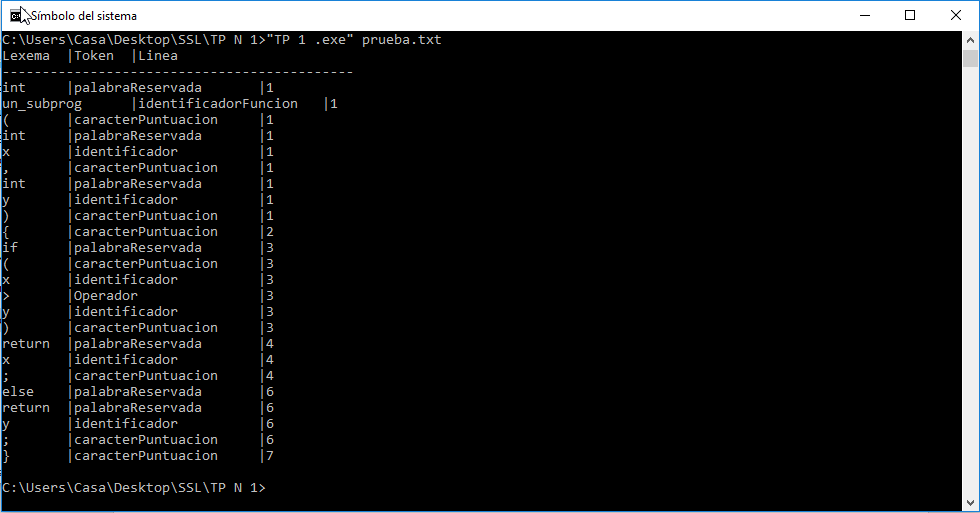 Símbolo del sistema
C:\Users\Casa\Desktop\SSL\TP N 1>"TP 1 .exe" prueba.txt
Lexema  |Token  |Linea
--------------------------------------------
int     |palabraReservada       |1
un_subprog      |identificadorFuncion   |1
(       |caracterPuntuacion     |1
int     |palabraReservada       |1
x       |identificador          |1
,       |caracterPuntuacion     |1
int     |palabraReservada       |1
y       |identificador          |1
)       |caracterPuntuacion     |1
{       |caracterPuntuacion     |2
if      |palabraReservada       |3
(       |caracterPuntuacion     |3
x       |identificador          |3
>       |Operador               |3
y       |identificador          |3
)       |caracterPuntuacion     |3
return  |palabraReservada       |4
x       |identificador          |4
;       |caracterPuntuacion     |4
else    |palabraReservada       |6
return  |palabraReservada       |6
y       |identificador          |6
;       |caracterPuntuacion     |6
}       |caracterPuntuacion     |7
C:\Users\Casa\Desktop\SSL\TP N 1>